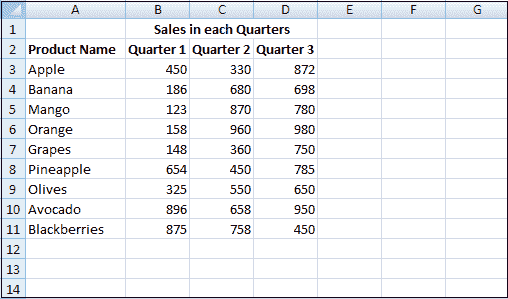 A B C D E F G
1 Sales in each Quarters
2 Product Name Quarter 1 Quarter 2 Quarter 3
3 Apple 450 330 872
4 Banana 186 680 698
5 Mango 123 870 780
6 Orange 158 960 980
7 Grapes 148 360 750
8 Pineapple 654 450 785
9 Olives 325 550 650
10 Avocado 896 658 950
11 Blackberries 875 758 450
12
13
14